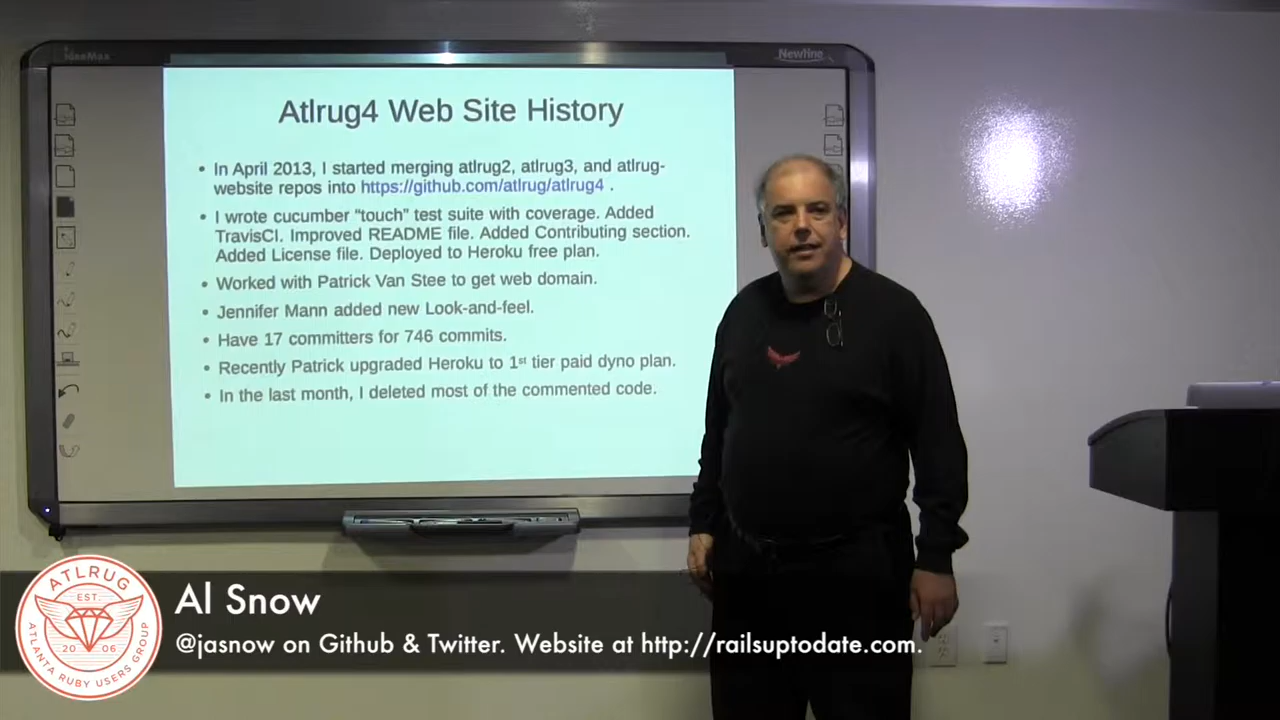 Newline
Atlrug4 Web Site History
• In April 2013, I started merging atlrug2, atlrug3, and atlrug-
website repos into https://github.com/atlrug/atlrug4 .
• I wrote cucumber “touch” test suite with coverage. Added
TravisCI. Improved README file. Added Contributing section.
Added License file. Deployed to Heroku free plan.
• Worked with Patrick Van Stee to get web domain.
• Jennifer Mann added new Look-and-feel.
• Have 17 committers for 746 commits.
• Recently Patrick upgraded Heroku to 1st tier paid dyno plan.
• In the last month, I deleted most of the commented code.
ATLRUG
EST.
20 06
ATLANTA RUBY USERS GROUP
Al Snow
@jasnow on Github & Twitter. Website at http://railsuptodate.com.